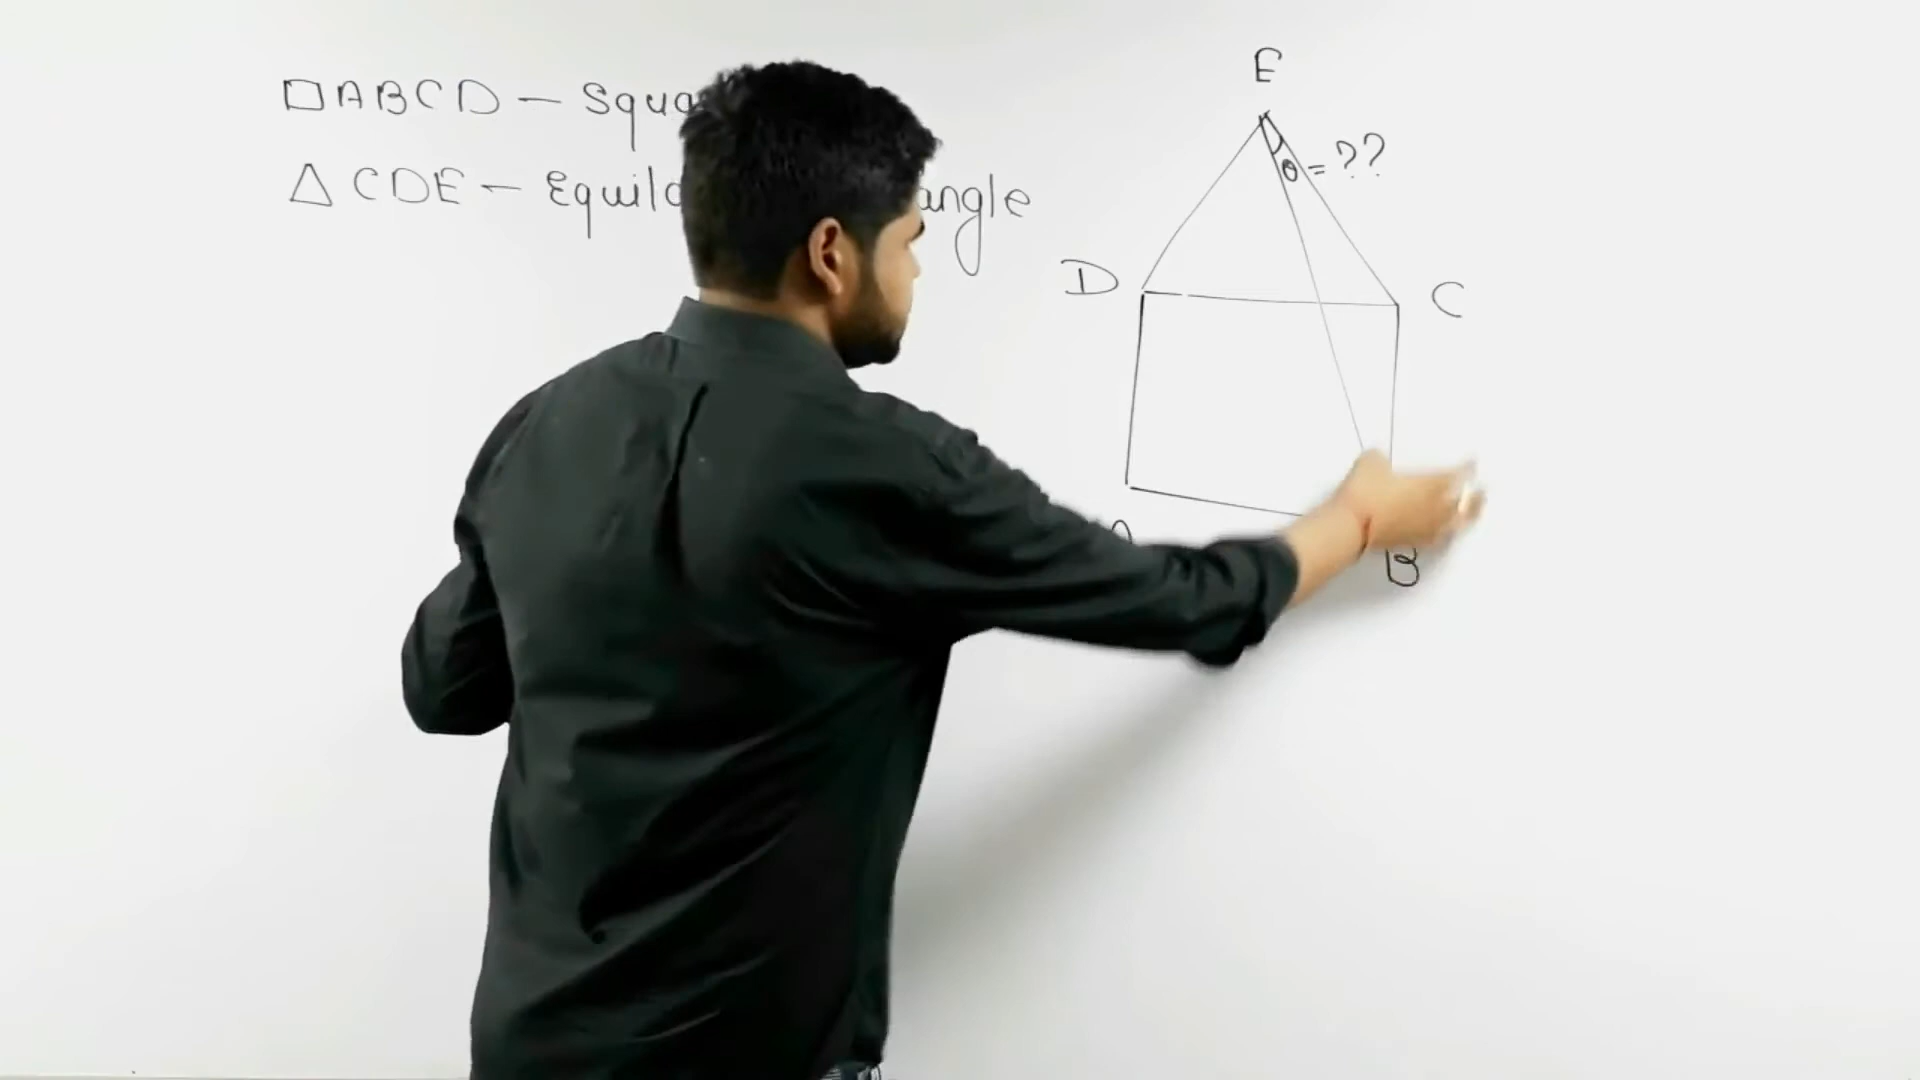 □ABCD - Squa
△CDE - Equila angle
E
θ = ??
D C
B